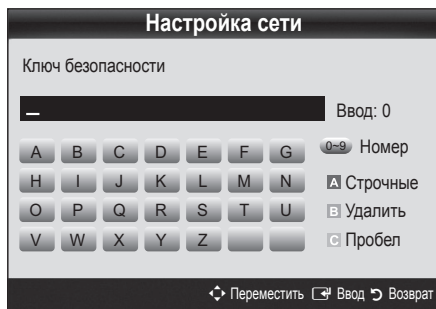 Настройка сети
Ключ безопасности
_ Ввод: 0
A B C D E F G 0~9 Номер
H I J K L M N A Строчные
O P Q R S T U B Удалить
V W X Y Z C Пробел
Переместить Ввод Возврат